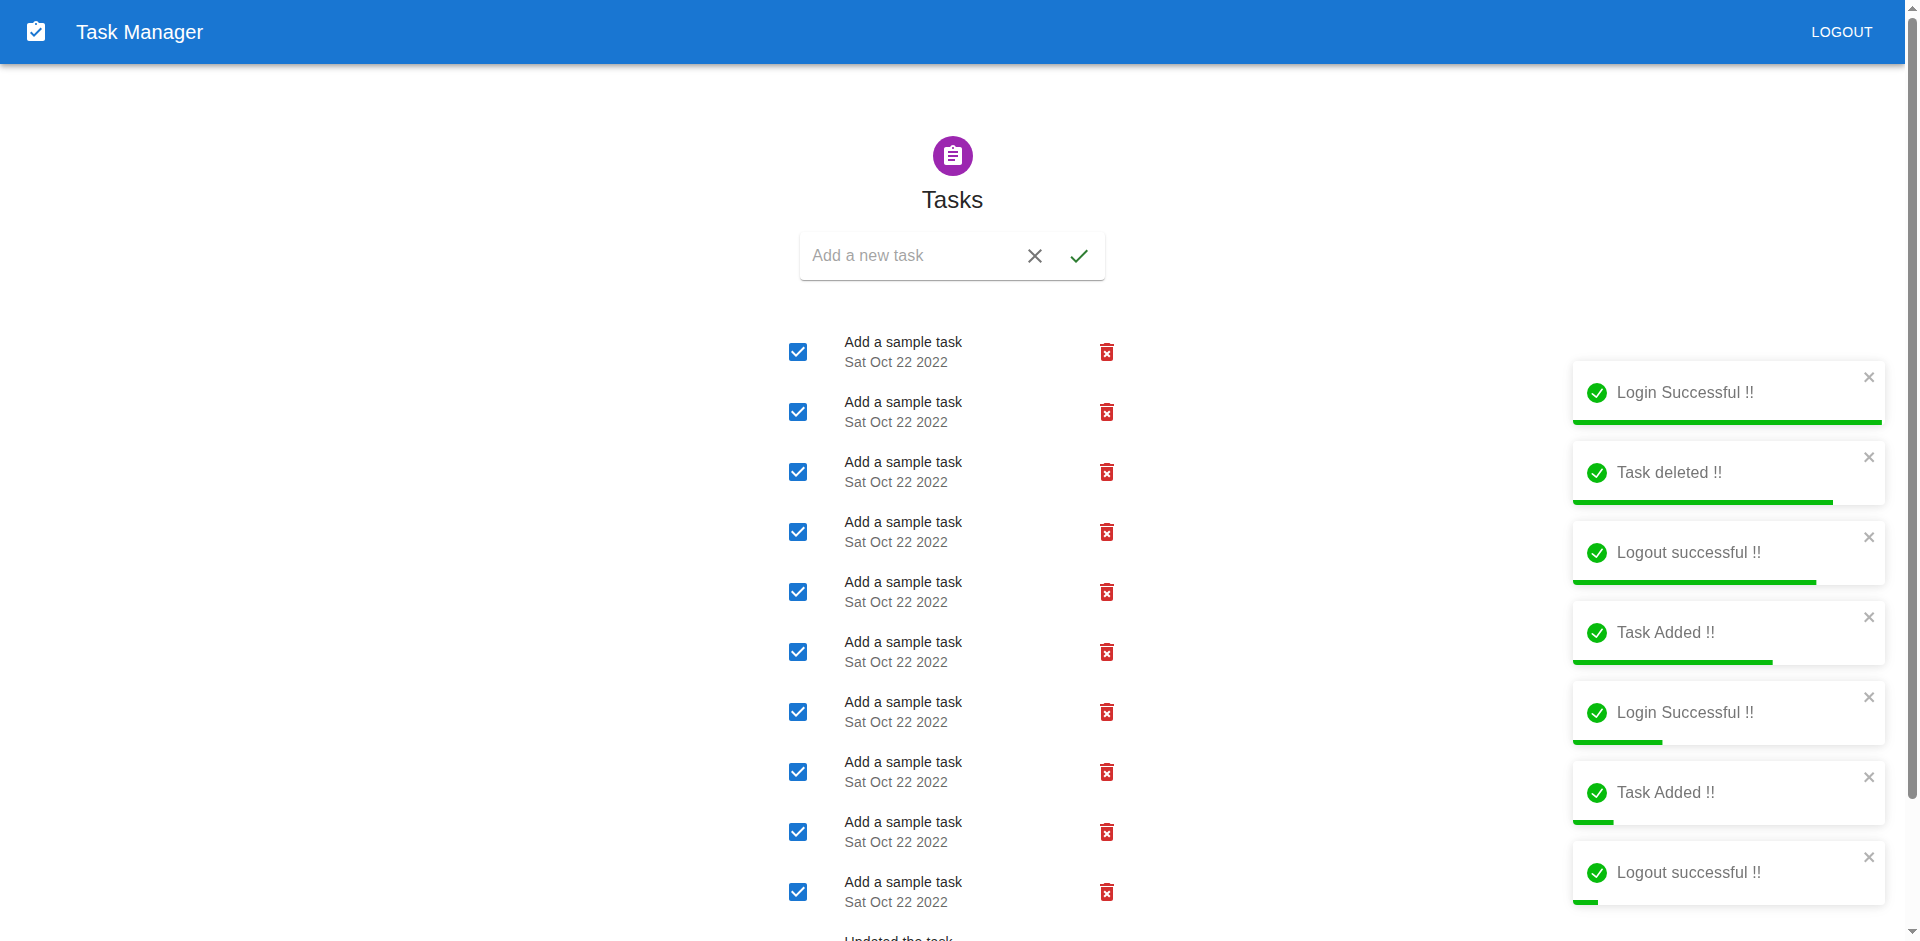 Task Manager
LOGOUT
Tasks
Add a new task
Add a sample task
Sat Oct 22 2022
Add a sample task
Sat Oct 22 2022
Add a sample task
Sat Oct 22 2022
Add a sample task
Sat Oct 22 2022
Add a sample task
Sat Oct 22 2022
Add a sample task
Sat Oct 22 2022
Add a sample task
Sat Oct 22 2022
Add a sample task
Sat Oct 22 2022
Add a sample task
Sat Oct 22 2022
Add a sample task
Sat Oct 22 2022
Updated the task
Login Successful !!
Task deleted !!
Logout successful !!
Task Added !!
Login Successful !!
Task Added !!
Logout successful !!